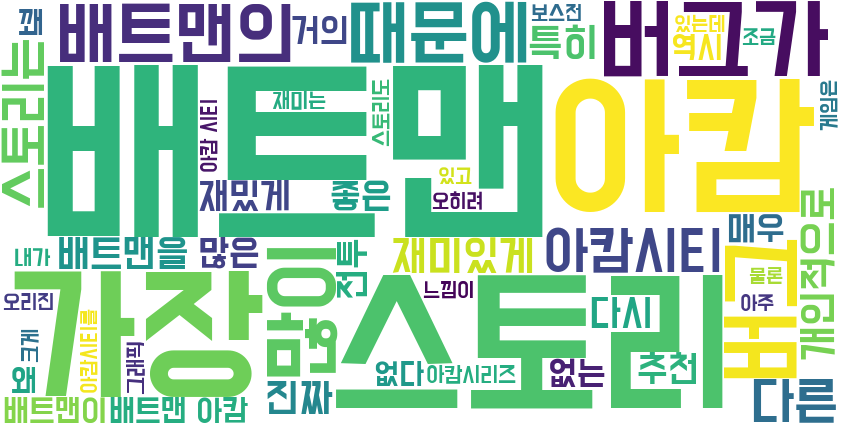 꽤
배트맨의
거의
때문에
보스전
특히
버그가
있는데
역시
조금
스토리는
배트맨
아캄 시티
재미는
스토리도
아캄
게임은
재밌게
좋은
있고
오히려
내가
배트맨을
많은
전투
재미있게
아캄시티
매우
버그
물론
아주
개인적으로
오리진
가장
이
험한
느낌이
스토리
다시
왜
크게
아캄시티를
그래픽
진짜
없다
아캄시리즈
없는
추천
다른
배트맨이
배트맨 아캄